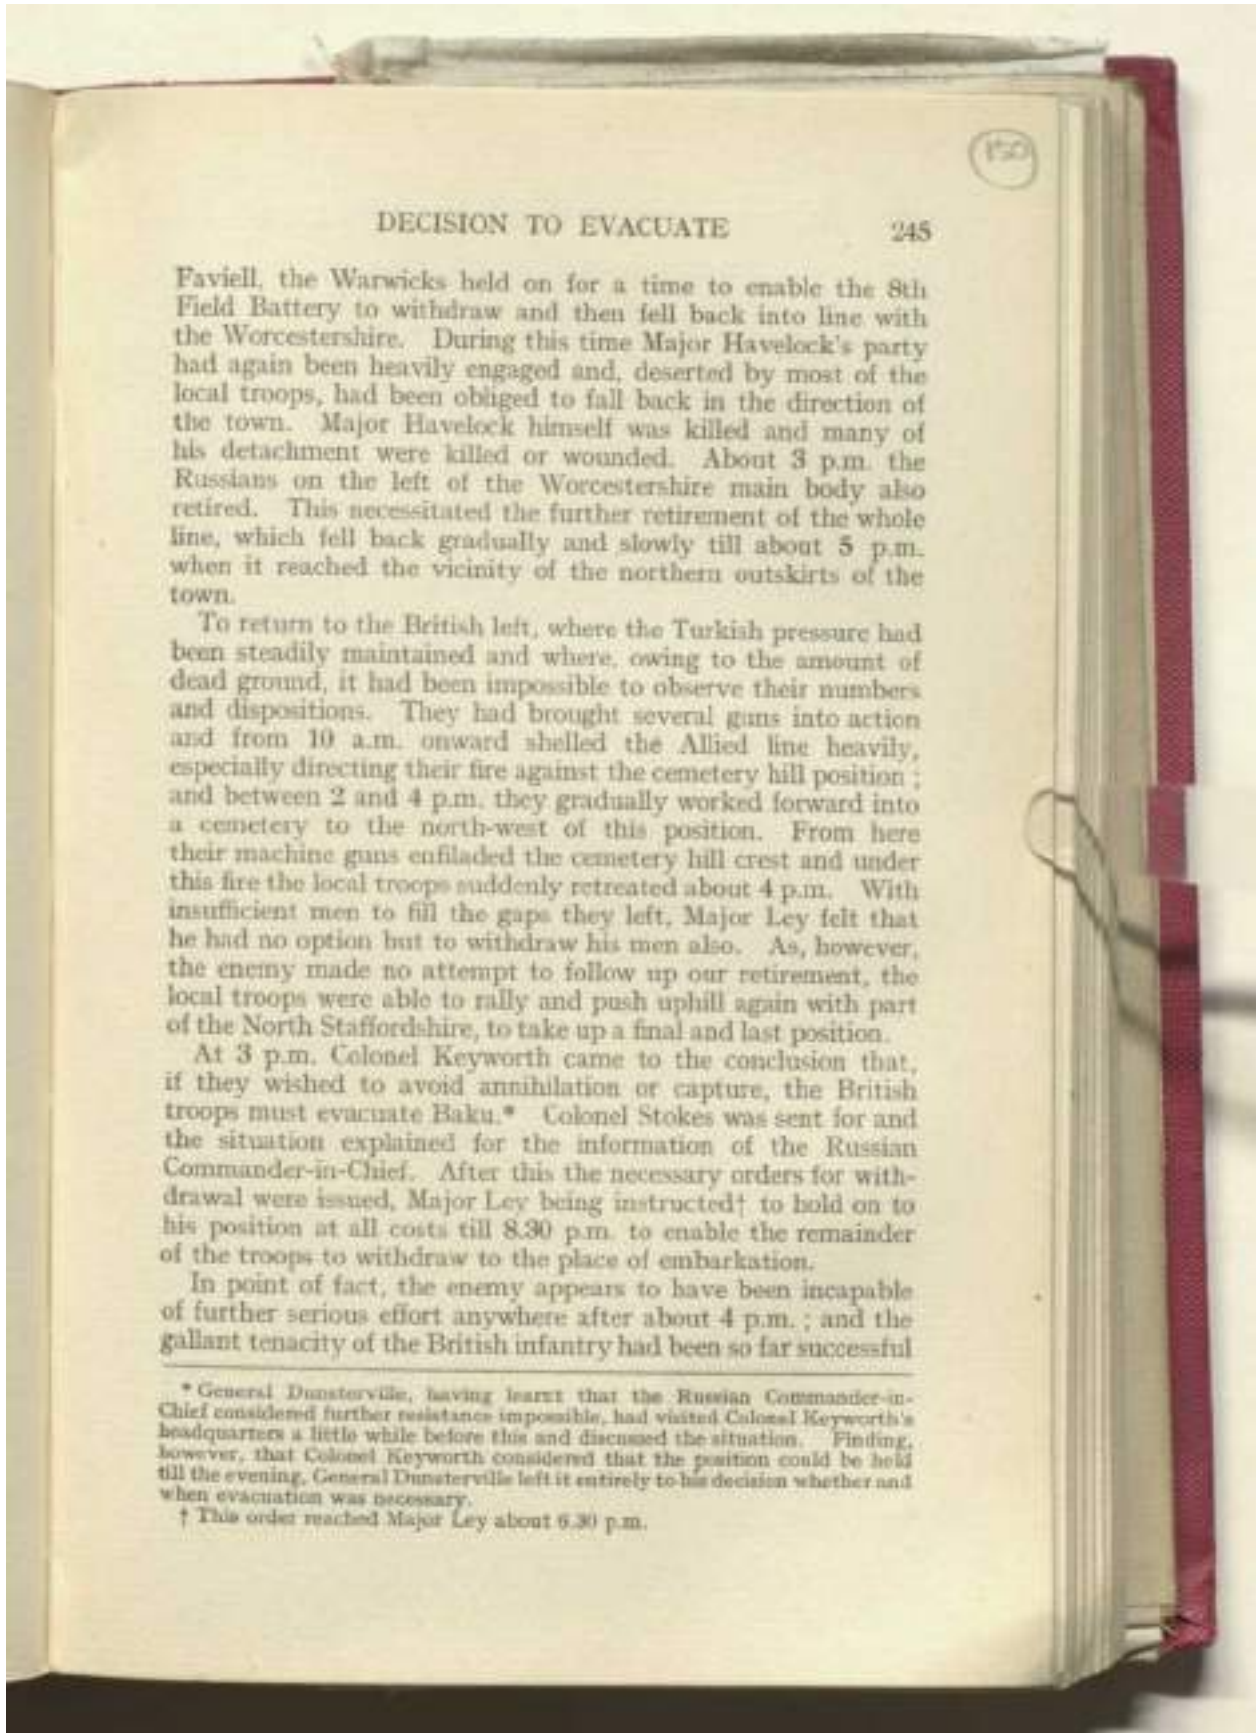 150
DECISION TO EVACUATE 245
Faviell, the Warwicks held on for a time to enable the 8th
Field Battery to withdraw and then fell back into line with
the Worcestershire. During this time Major Havelock's party
had again been heavily engaged and, deserted by most of the
local troops, had been obliged to fall back in the direction of
the town. Major Havelock himself was killed and many of
his detachment were killed or wounded. About 3 p.m. the
Russians on the left of the Worcestershire main body also
retired. This necessitated the further retirement of the whole
line, which fell back gradually and slowly till about 5 p.m.
when it reached the vicinity of the northern outskirts of the
town.
To return to the British left, where the Turkish pressure had
been steadily maintained and where, owing to the amount of
dead ground, it had been impossible to observe their numbers
and dispositions. They had brought several guns into action
and from 10 a.m. onward shelled the Allied line heavily,
especially directing their fire against the cemetery hill position ;
and between 2 and 4 p.m. they gradually worked forward into
a cemetery to the north-west of this position. From here
their machine guns enfiladed the cemetery hill crest and under
this fire the local troops suddenly retreated about 4 p.m. With
insufficient men to fill the gaps they left, Major Ley felt that
he had no option but to withdraw his men also. As, however,
the enemy made no attempt to follow up our retirement, the
local troops were able to rally and push uphill again with part
of the North Staffordshire, to take up a final and last position.
At 3 p.m. Colonel Keyworth came to the conclusion that,
if they wished to avoid annihilation or capture, the British
troops must evacuate Baku.* Colonel Stokes was sent for and
the situation explained for the information of the Russian
Commander-in-Chief. After this the necessary orders for with-
drawal were issued, Major Ley being instructed† to hold on to
his position at all costs till 8.30 p.m. to enable the remainder
of the troops to withdraw to the place of embarkation.
In point of fact, the enemy appears to have been incapable
of further serious effort anywhere after about 4 p.m. ; and the
gallant tenacity of the British infantry had been so far successful
* General Dunsterville, having learnt that the Russian Commander-in-
Chief considered further resistance impossible, had visited Colonel Keyworth's
headquarters a little while before this and discussed the situation. Finding,
however, that Colonel Keyworth considered that the position could be held
till the evening, General Dunsterville left it entirely to his decision whether and
when evacuation was necessary.
† This order reached Major Ley about 6.30 p.m.